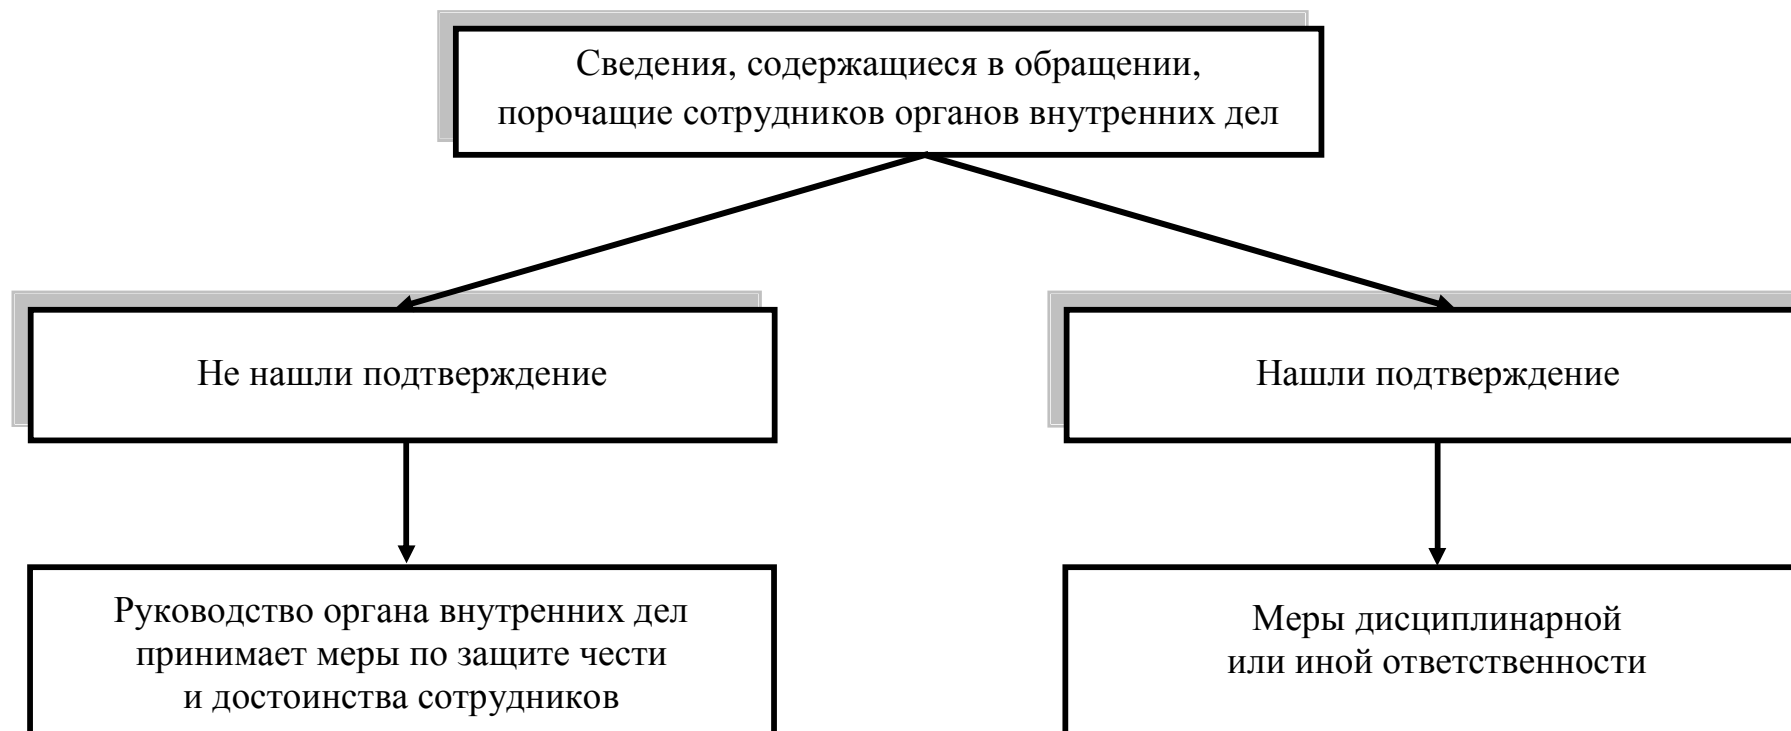 Сведения, содержащиеся в обращении,
порочащие сотрудников органов внутренних дел
Не нашли подтверждение
Нашли подтверждение
Руководство органа внутренних дел
принимает меры по защите чести
и достоинства сотрудников
Меры дисциплинарной
или иной ответственности